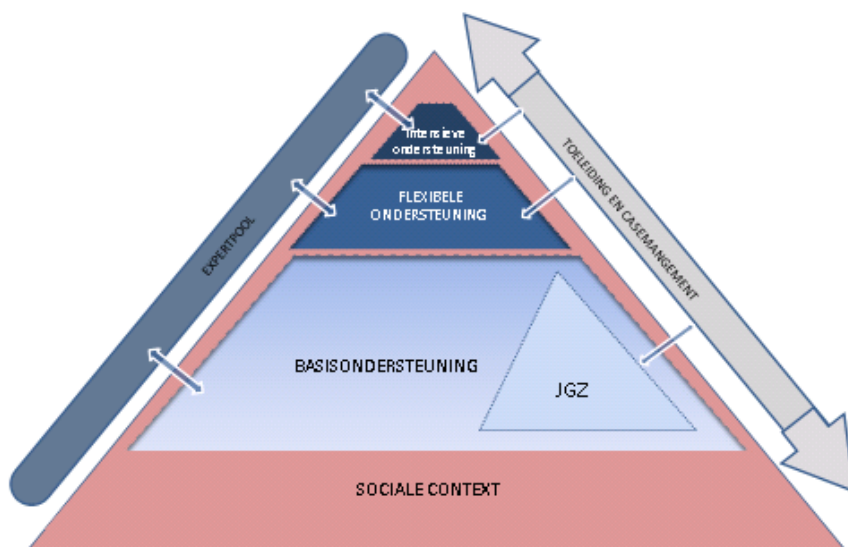 Intensieve
ondersteuning
FLEXIBELE
ONDERSTEUNING
EXPERTPOOL
TOELEIDING EN CASEMANGEMENT
BASISONDERSTEUNING
JGZ
SOCIALE CONTEXT